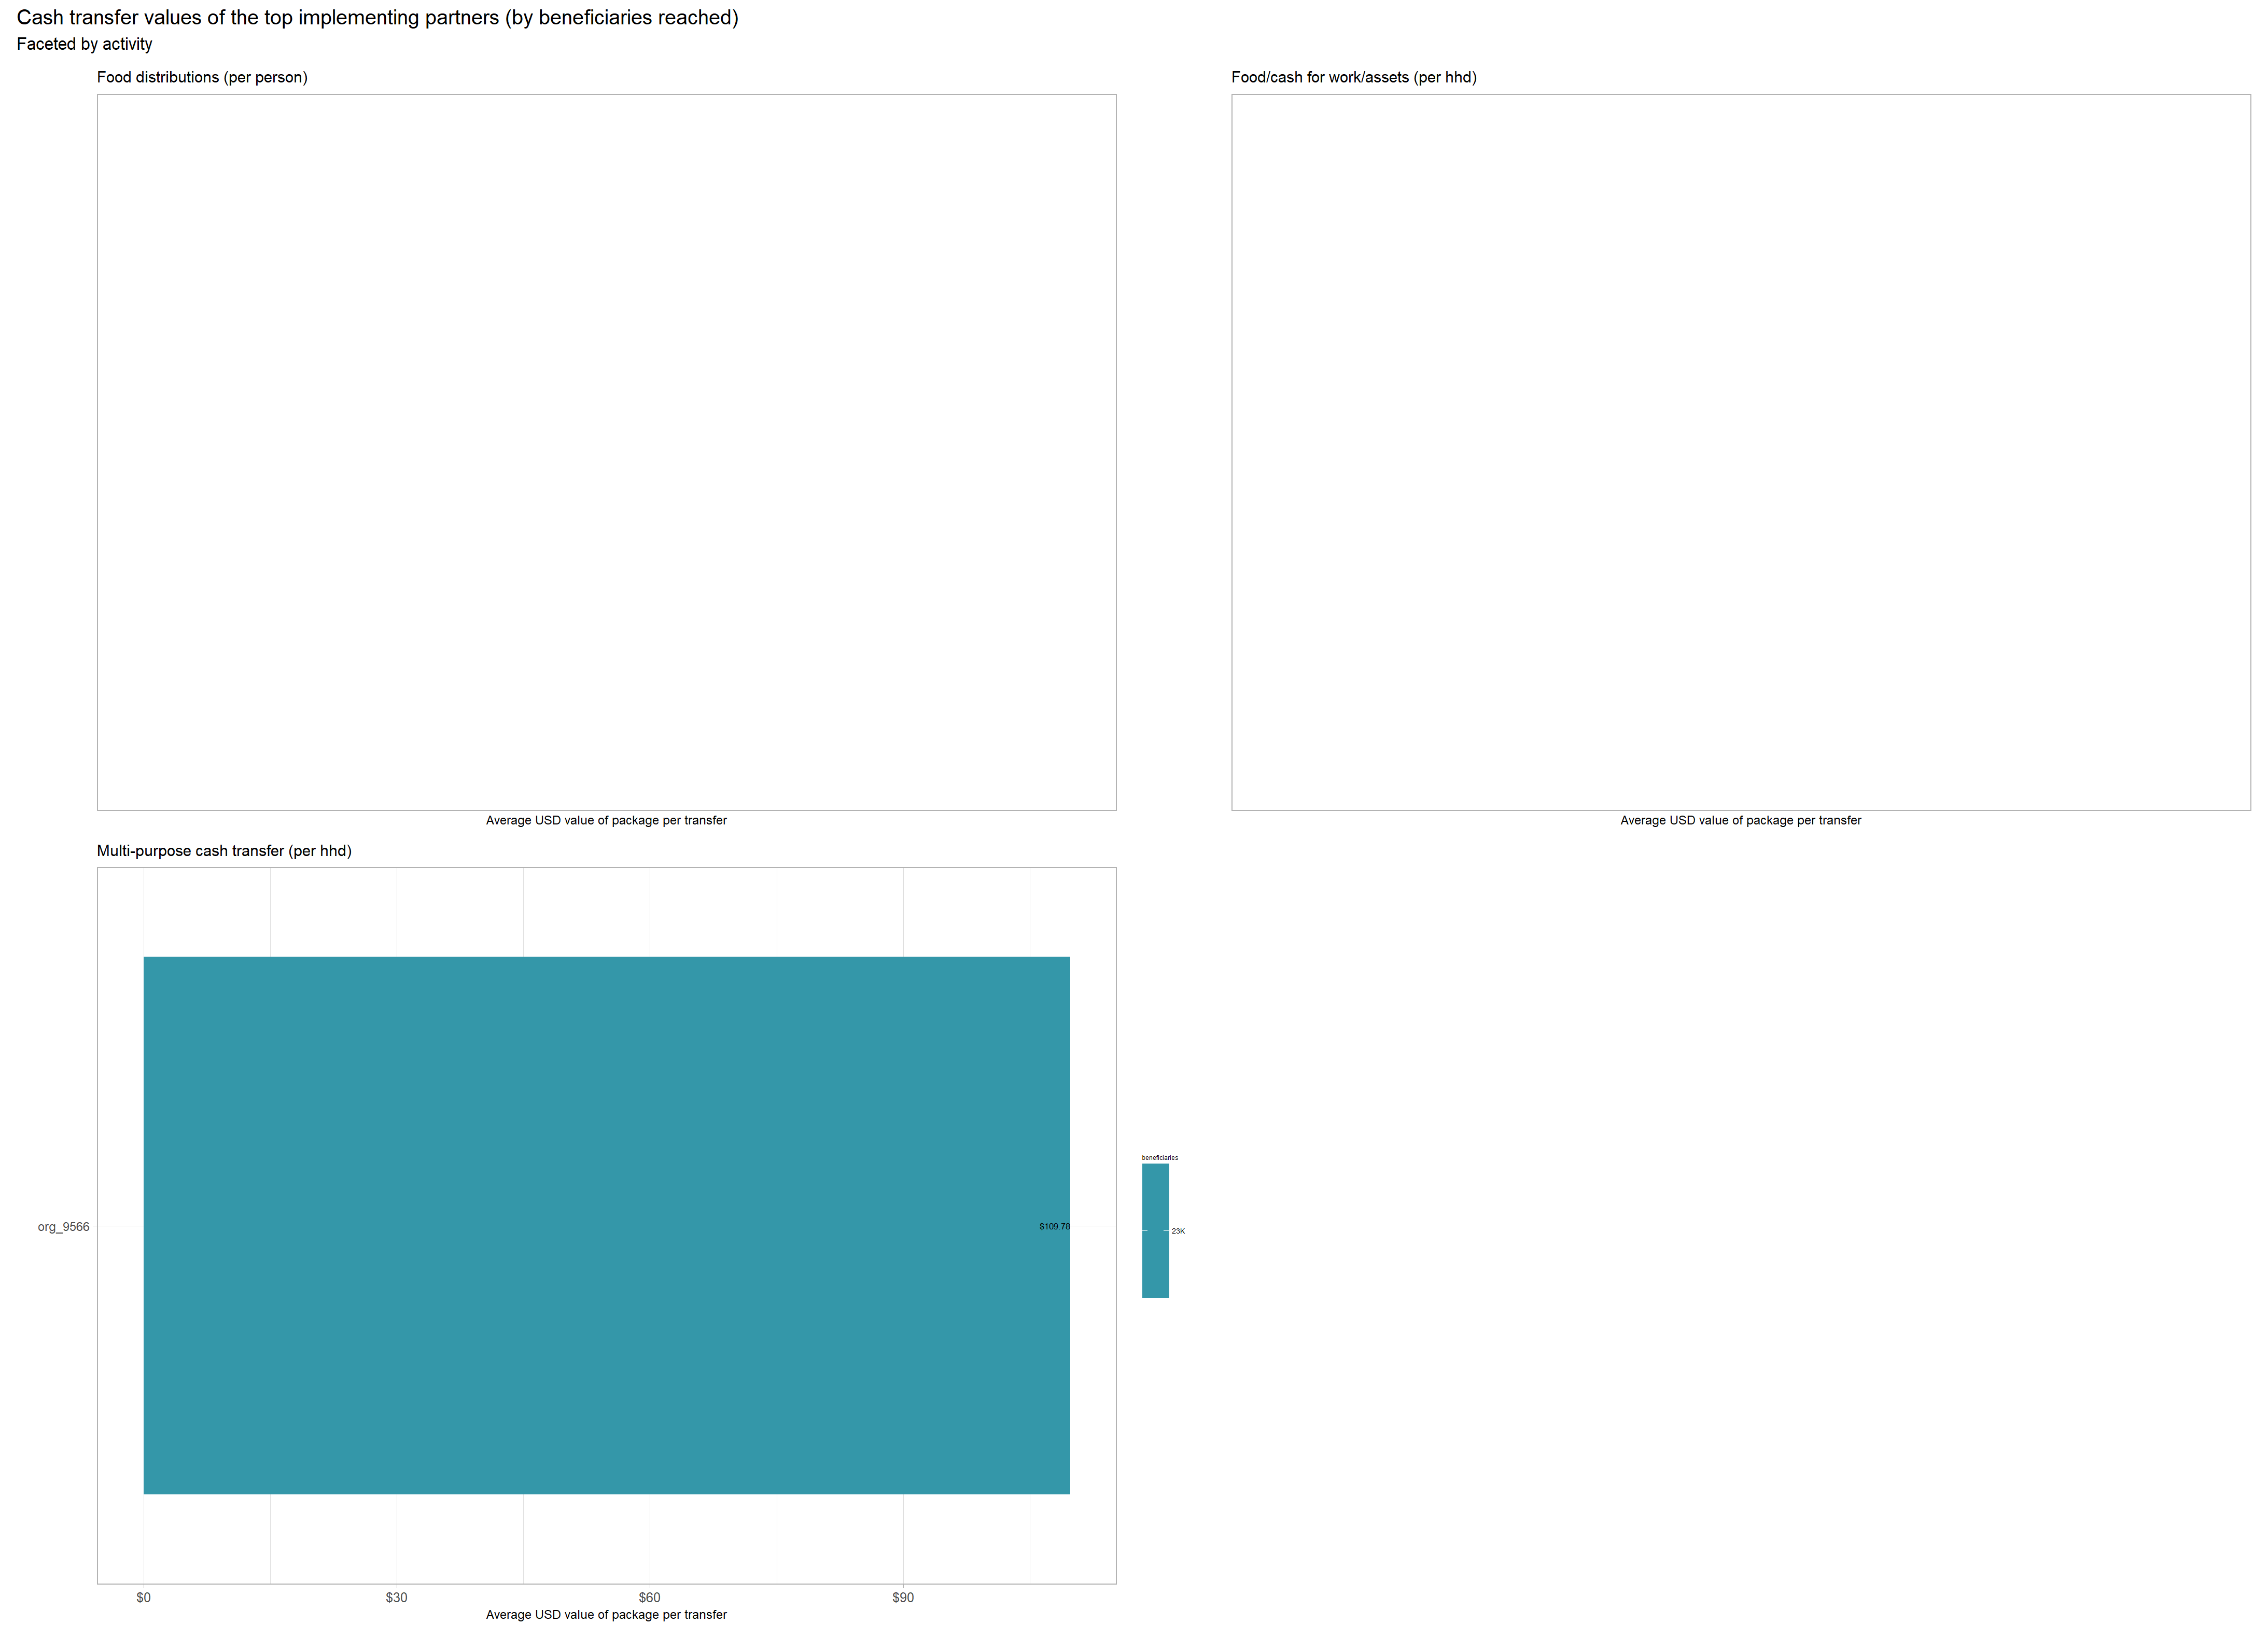 Cash transfer values of the top implementing partners (by beneficiaries reached)
Faceted by activity
Food distributions (per person)
Food/cash for work/assets (per hhd)
Average USD value of package per transfer
Average USD value of package per transfer
Multi-purpose cash transfer (per hhd)
beneficiaries
org_9566
$109.78
23K
$0
$30
$60
$90
Average USD value of package per transfer